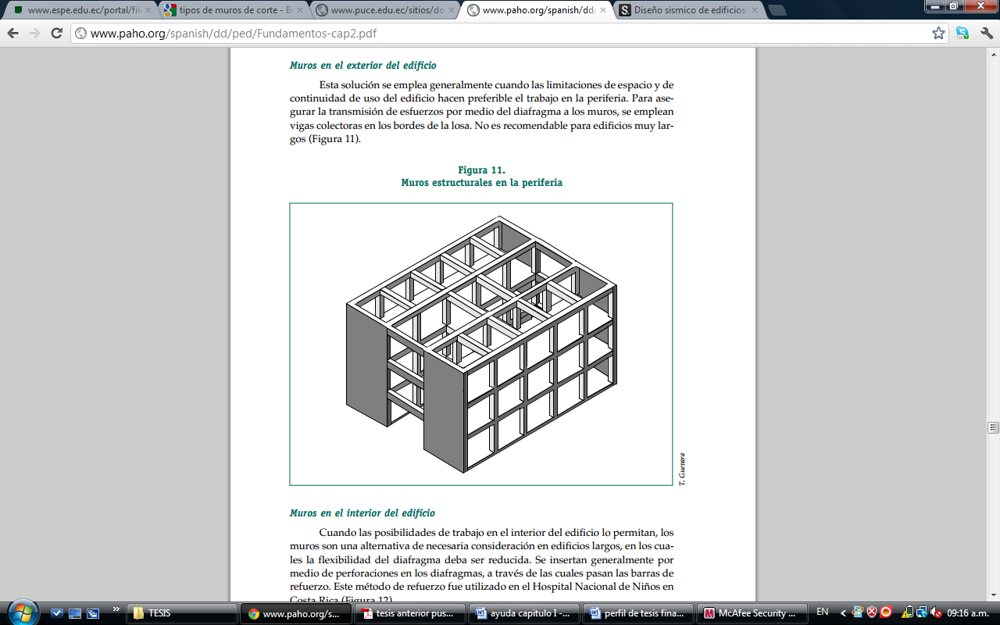 www.espe.edu.ec/portal/fil
tipos de muros de corte - Bu
www.puce.edu.ec/sitios/do
www.paho.org/spanish/dd/
Diseño sismico de edificios-
www.paho.org/spanish/dd/ped/Fundamentos-cap2.pdf
Muros en el exterior del edificio
Esta solución se emplea generalmente cuando las limitaciones de espacio y de
continuidad de uso del edificio hacen preferible el trabajo en la periferia. Para ase-
gurar la transmisión de esfuerzos por medio del diafragma a los muros, se emplean
vigas colectoras en los bordes de la losa. No es recomendable para edificios muy lar-
gos (Figura 11).
Figura 11.
Muros estructurales en la periferia
T. Guevara
Muros en el interior del edificio
Cuando las posibilidades de trabajo en el interior del edificio lo permitan, los
muros son una alternativa de necesaria consideración en edificios largos, en los cua-
les la flexibilidad del diafragma deba ser reducida. Se insertan generalmente por
medio de perforaciones en los diafragmas, a través de las cuales pasan las barras de
refuerzo. Este método de refuerzo fue utilizado en el Hospital Nacional de Niños en
Costa Rica (Figura 12)
TESIS
www.paho.org/s...
tesis anterior pus...
ayuda capitulo I -...
perfil de tesis fina...
McAfee Security ...
EN
09:16 a.m.